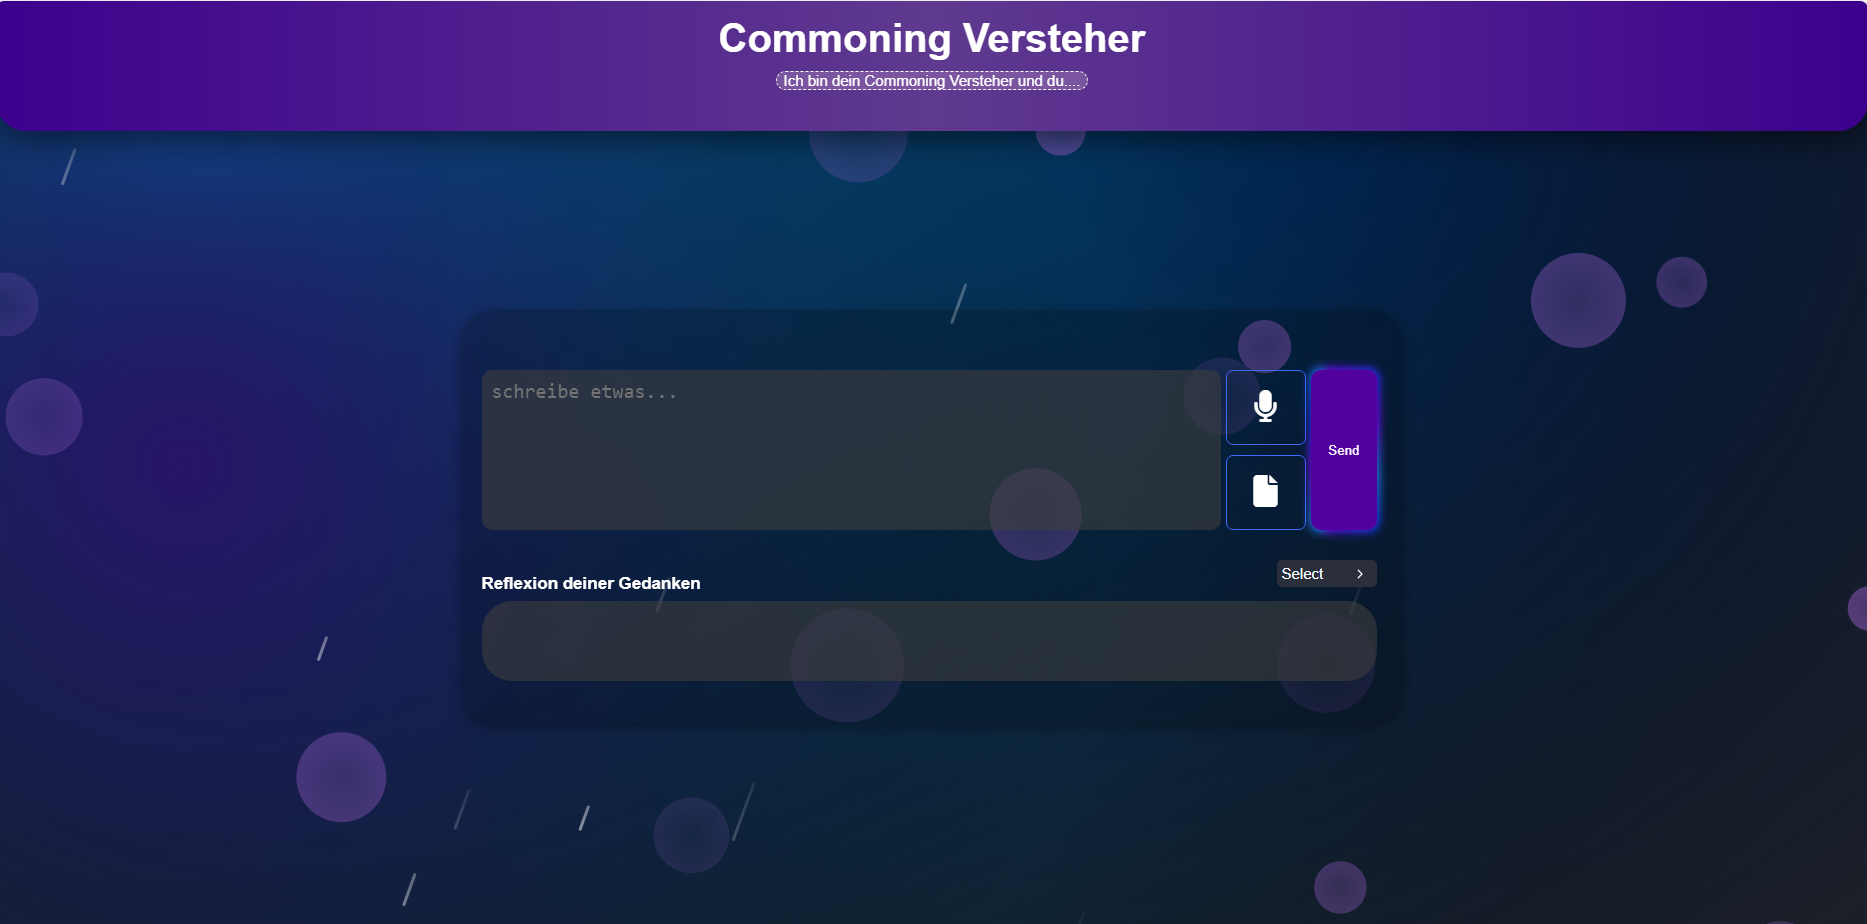 Commoning Versteher
Ich bin dein Commoning Versteher und du....
schreibe etwas...
Send
Select
Reflexion deiner Gedanken